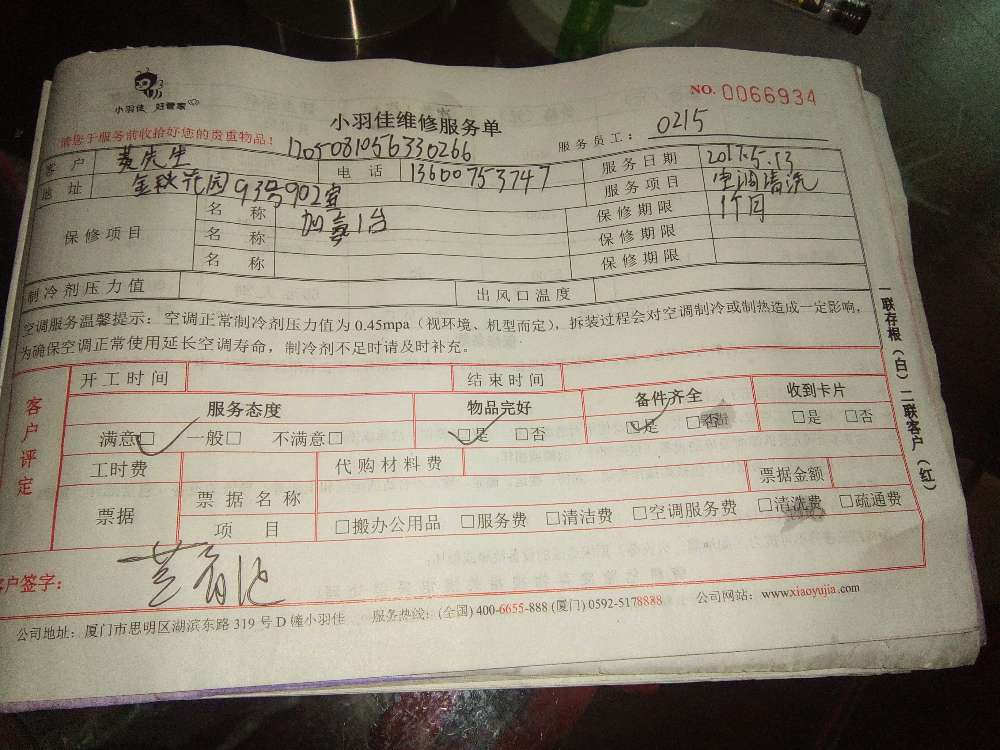 小羽佳 好管家
NO. 0066934
小羽佳维修服务单
请您于服务前收拾好您的贵重物品!
1705081056330266
服务员工: 0215
客户 黄先生 电话 13600753747 服务日期 2017.5.13
地址 金秋花园93号902室 服务项目 空调清洗
保修项目 名称 加氟1台 保修期限 1个月
名称 保修期限
名称 保修期限
制冷剂压力值 出风口温度
空调服务温馨提示: 空调正常制冷剂压力值为 0.45mpa (视环境、机型而定), 拆装过程会对空调制冷或制热造成一定影响,
为确保空调正常使用延长空调寿命, 制冷剂不足时请及时补充。
客户评定
开工时间 结束时间
服务态度 物品完好 备件齐全 收到卡片
满意□ 一般□ 不满意□ □是 □否 □是 □否 □是 □否
工时费 代购材料费
票据 票据名称 票据金额
项目 □搬办公用品 □服务费 □清洁费 □空调服务费 □清洗费 □疏通费
客户签字:
公司地址: 厦门市思明区湖滨东路 319 号 D 幢小羽佳 服务热线: (全国) 400-6655-888 (厦门) 0592-5178888 公司网站: www.xiaoyujia.com
一联存根(白) 二联客户(红)